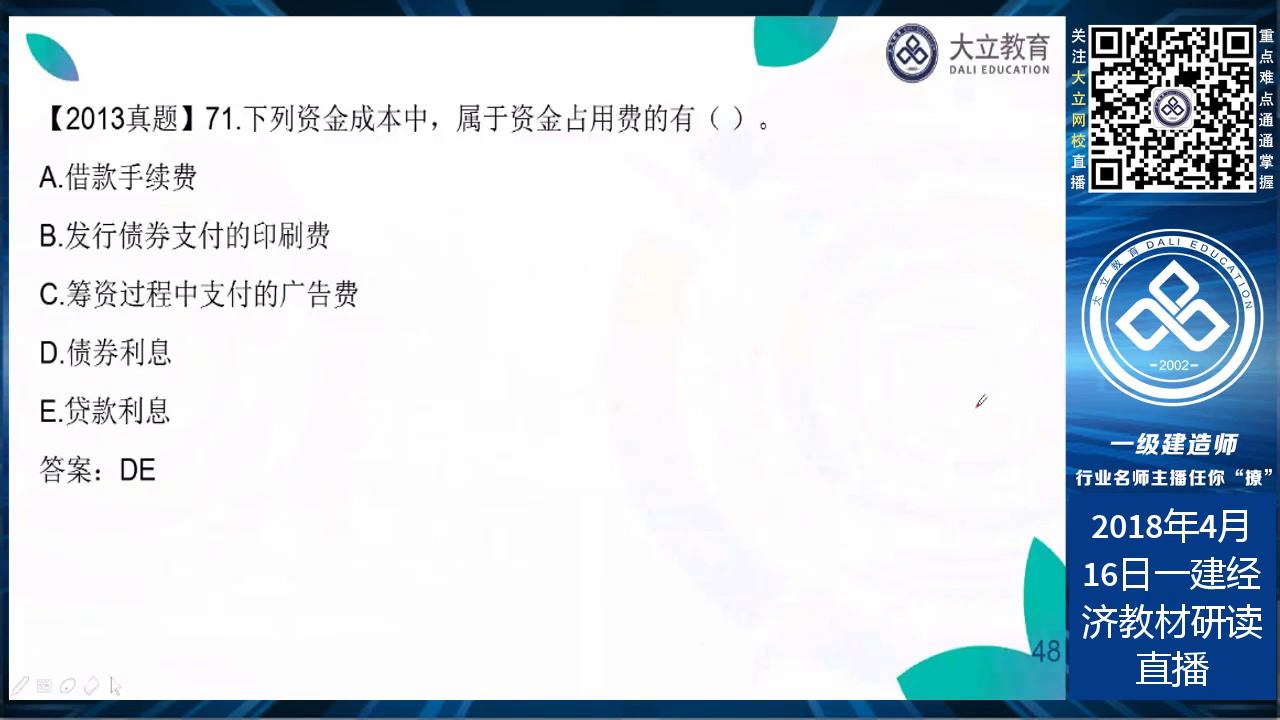 大立教育
DALI EDUCATION
【2013真题】71.下列资金成本中，属于资金占用费的有（ ）。
A.借款手续费
B.发行债券支付的印刷费
C.筹资过程中支付的广告费
D.债券利息
E.贷款利息
答案：DE
48
关注大立网校直播
重点难点通通掌握
大立教育 DALI EDUCATION
2002
一级建造师
行业名师主播任你“撩”
2018年4月
16日一建经
济教材研读
直播